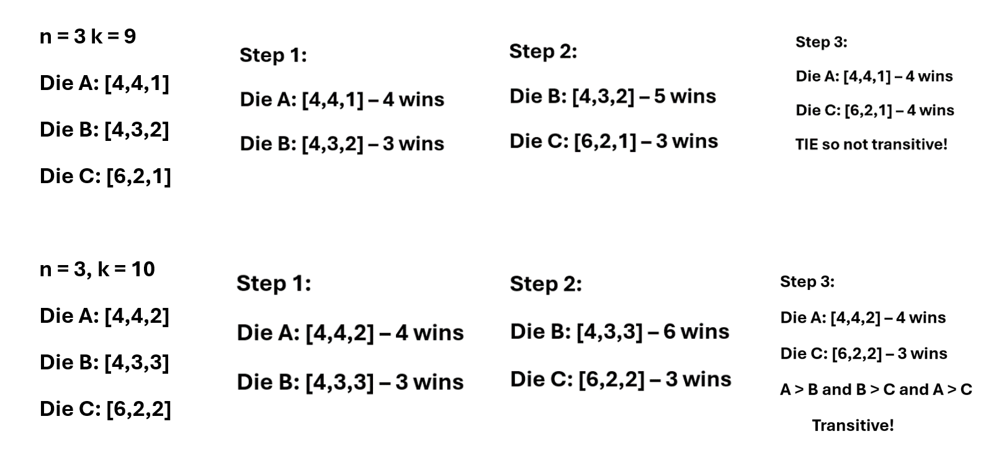 n = 3 k = 9
Die A: [4,4,1]
Die B: [4,3,2]
Die C: [6,2,1]
Step 1:
Die A: [4,4,1] – 4 wins
Die B: [4,3,2] – 3 wins
Step 2:
Die B: [4,3,2] – 5 wins
Die C: [6,2,1] – 3 wins
Step 3:
Die A: [4,4,1] – 4 wins
Die C: [6,2,1] – 4 wins
TIE so not transitive!
n = 3, k = 10
Die A: [4,4,2]
Die B: [4,3,3]
Die C: [6,2,2]
Step 1:
Die A: [4,4,2] – 4 wins
Die B: [4,3,3] – 3 wins
Step 2:
Die B: [4,3,3] – 6 wins
Die C: [6,2,2] – 3 wins
Step 3:
Die A: [4,4,2] – 4 wins
Die C: [6,2,2] – 3 wins
A > B and B > C and A > C
Transitive!